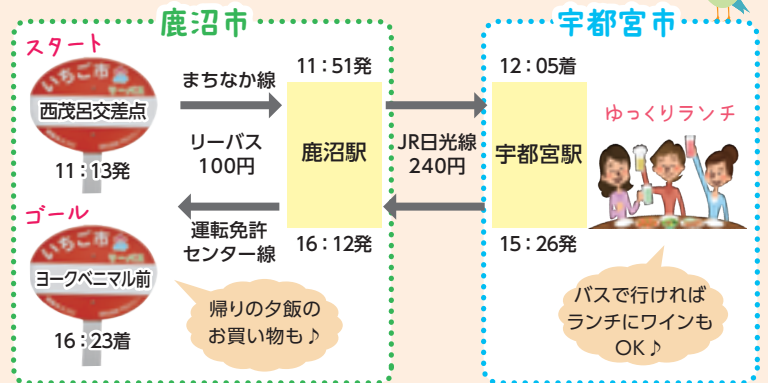 鹿沼市
宇都宮市
スタート
いちご市
リーバス
西茂呂交差点
11：13発
まちなか線
リーバス
100円
11：51発
鹿沼駅
JR日光線
240円
12：05着
宇都宮駅
ゆっくりランチ
15：26発
バスで行ければ
ランチにワインも
OK♪
16：12発
運転免許
センター線
帰りの夕飯の
お買い物も♪
ゴール
いちご市
ヨークベニマル前
16：23着